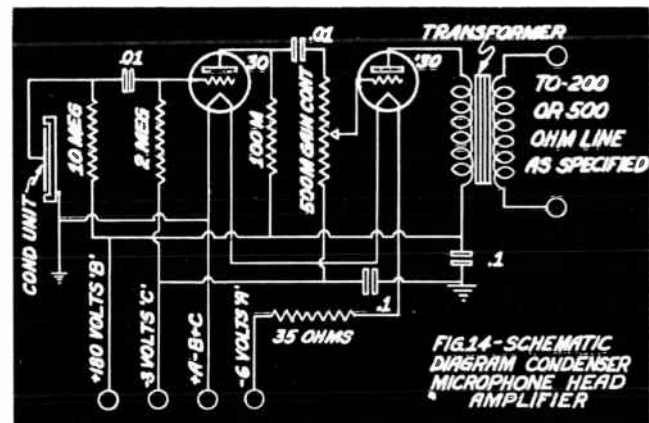 TRANSFORMER
.01
30
.01
'30
TO-200
OR 500
OHM LINE
AS SPECIFIED
10 MEG
2 MEG
100 M
500M GAIN CONT
COND UNIT
.1
.1
+180 VOLTS 'B'
-3 VOLTS 'C'
+A-B+C
-6 VOLTS 'A'
35 OHMS
FIG.14-SCHEMATIC
DIAGRAM CONDENSER
MICROPHONE HEAD
AMPLIFIER